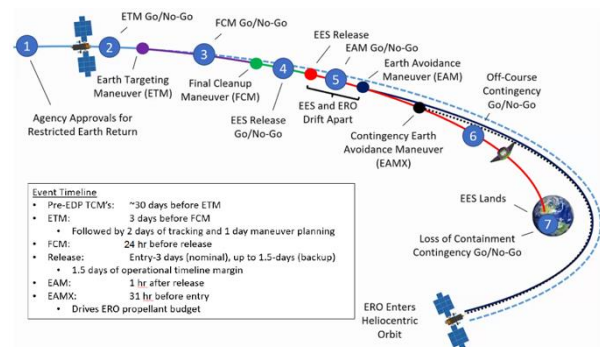 ETM Go/No-Go
FCM Go/No-Go
EES Release
EAM Go/No-Go
Earth Avoidance
Maneuver (EAM)
Off-Course
Contingency
Go/No-Go
1
2
3
4
5
6
7
Earth Targeting
Maneuver (ETM)
Final Cleanup
Maneuver (FCM)
EES Release
Go/No-Go
EES and ERO
Drift Apart
Contingency Earth
Avoidance Maneuver
(EAMX)
Agency Approvals for
Restricted Earth Return
EES Lands
Loss of Containment
Contingency Go/No-Go
ERO Enters
Heliocentric
Orbit
Event Timeline
• Pre-EDP TCM's: ~30 days before ETM
• ETM: 3 days before FCM
• Followed by 2 days of tracking and 1 day maneuver planning
• FCM: 24 hr before release
• Release: Entry-3 days (nominal), up to 1.5-days (backup)
• 1.5 days of operational timeline margin
• EAM: 1 hr after release
• EAMX: 31 hr before entry
• Drives ERO propellant budget